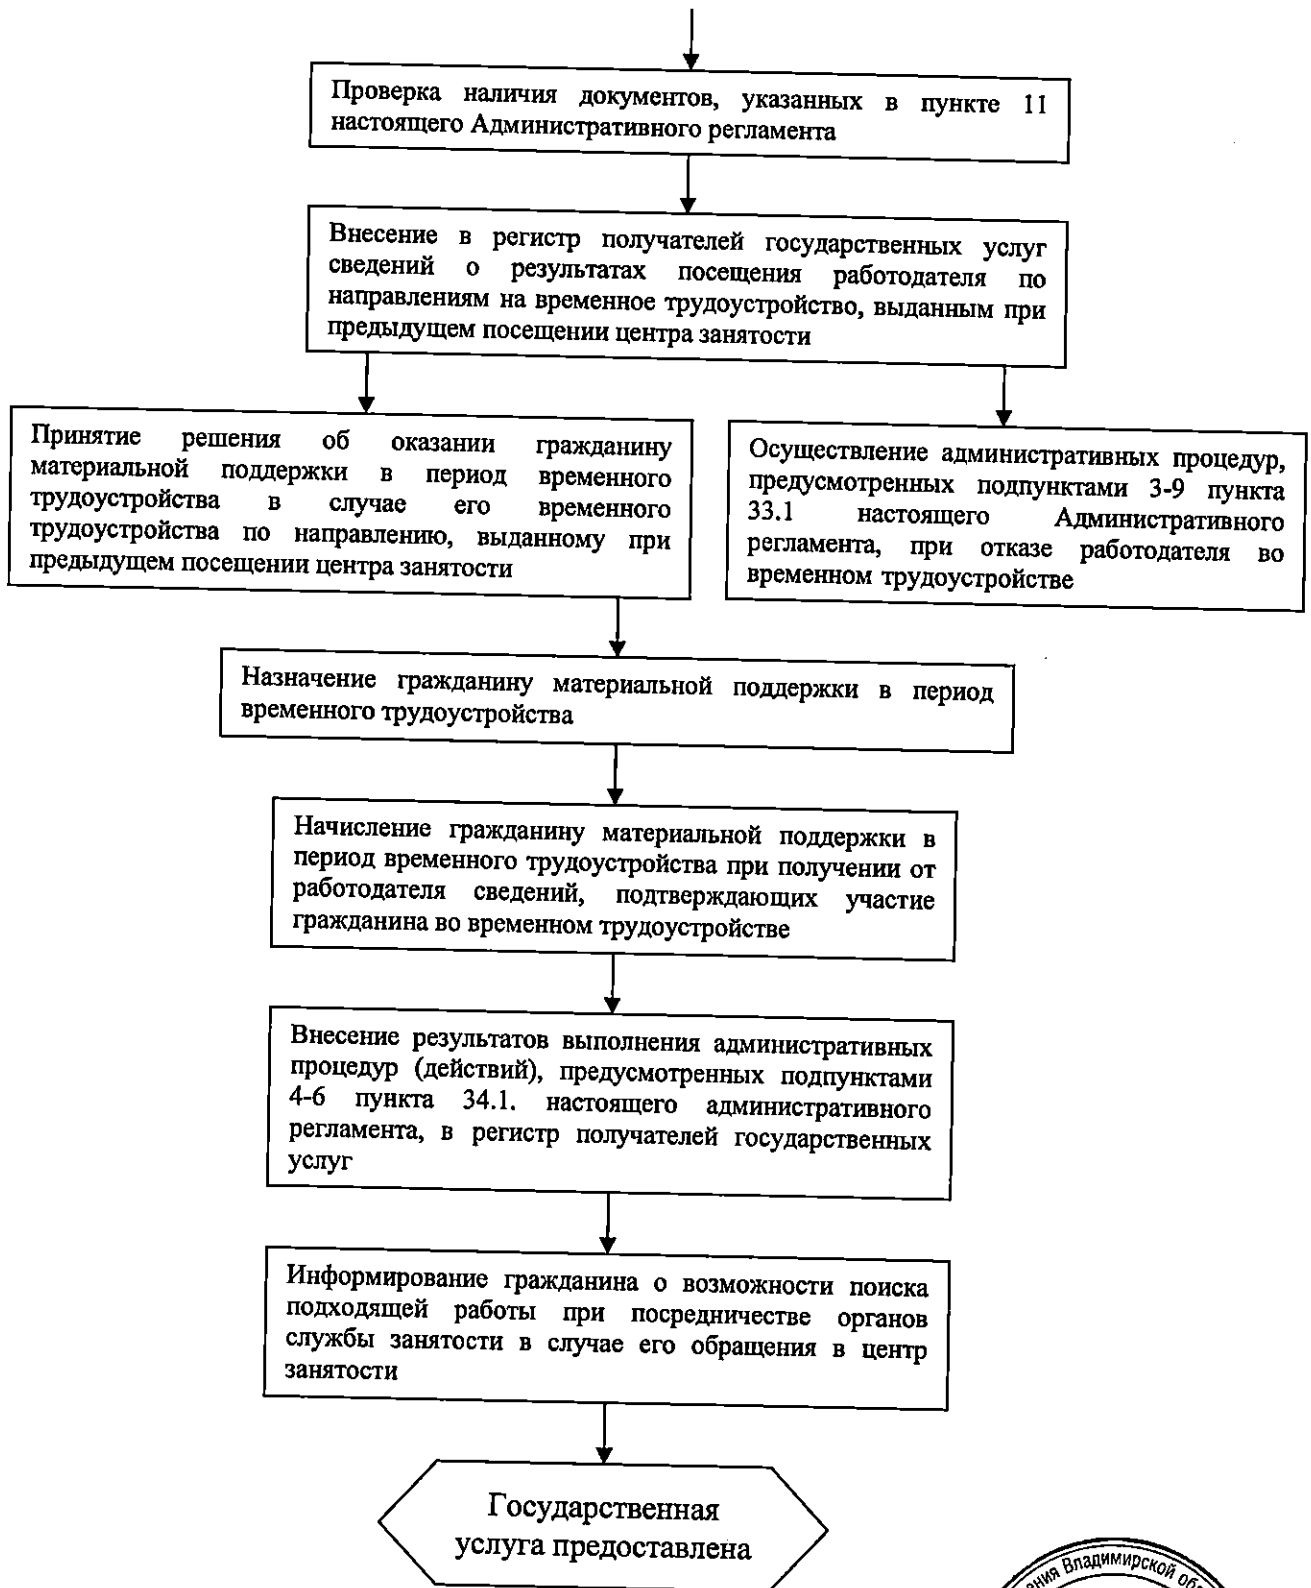 Проверка наличия документов, указанных в пункте 11
настоящего Административного регламента
Внесение в регистр получателей государственных услуг
сведений о результатах посещения работодателя по
направлениям на временное трудоустройство, выданным при
предыдущем посещении центра занятости
Принятие решения об оказании гражданину
материальной поддержки в период временного
трудоустройства в случае его временного
трудоустройства по направлению, выданному при
предыдущем посещении центра занятости
Осуществление административных процедур,
предусмотренных подпунктами 3-9 пункта
33.1 настоящего Административного
регламента, при отказе работодателя во
временном трудоустройстве
Назначение гражданину материальной поддержки в период
временного трудоустройства
Начисление гражданину материальной поддержки в
период временного трудоустройства при получении от
работодателя сведений, подтверждающих участие
гражданина во временном трудоустройстве
Внесение результатов выполнения административных
процедур (действий), предусмотренных подпунктами
4-6 пункта 34.1. настоящего административного
регламента, в регистр получателей государственных
услуг
Информирование гражданина о возможности поиска
подходящей работы при посредничестве органов
службы занятости в случае его обращения в центр
занятости
Государственная
услуга предоставлена
Владимирской